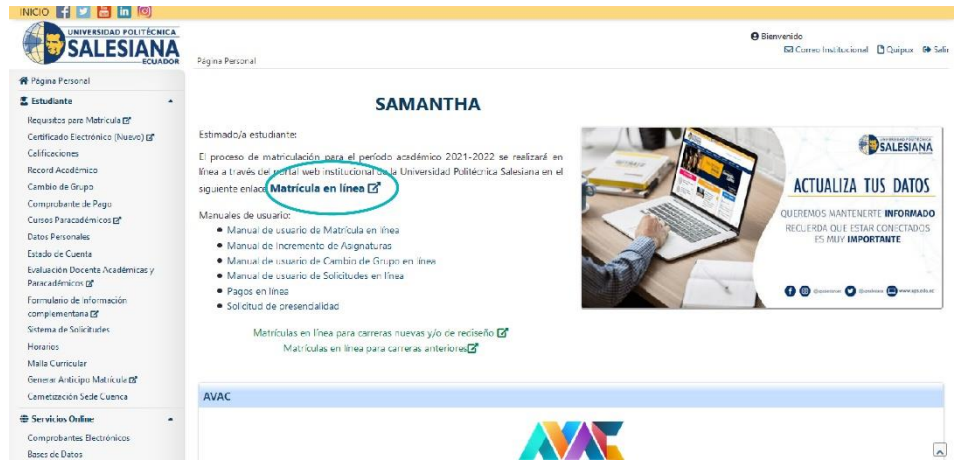 INICIO
UNIVERSIDAD POLITÉCNICA
SALESIANA
ECUADOR
Bienvenido
Correo Institucional Quipux Salir
Página Personal
Página Personal
Estudiante
Requisitos para Matrícula
Certificado Electrónico (Nuevo)
Calificaciones
Record Académico
Cambio de Grupo
Comprobante de Pago
Cursos Paracadémicos
Datos Personales
Estado de Cuenta
Evaluación Docente Académicas y
Paracadémicos
Formulario de Información
complementaria
Sistema de Solicitudes
Horarios
Malla Curricular
Generar Anticipo Matrícula
Carnetización Sede Cuenca
Servicios Online
Comprobantes Electrónicos
Bases de Datos
SAMANTHA
Estimado/a estudiante:
El proceso de matriculación para el período académico 2021-2022 se realizará en
línea a través del portal web institucional de la Universidad Politécnica Salesiana en el
siguiente enlace Matrícula en línea
Manuales de usuario:
Manual de usuario de Matrícula en línea
Manual de Incremento de Asignaturas
Manual de usuario de Cambio de Grupo en línea
Manual de usuario de Solicitudes en línea
Pagos en línea
Solicitud de presencialidad
Matrículas en línea para carreras nuevas y/o de rediseño
Matrículas en línea para carreras anteriores
SALESIANA
ACTUALIZA TUS DATOS
QUEREMOS MANTENERTE INFORMADO
RECUERDA QUE ESTAR CONECTADOS
ES MUY IMPORTANTE
www.ups.edu.ec
AVAC